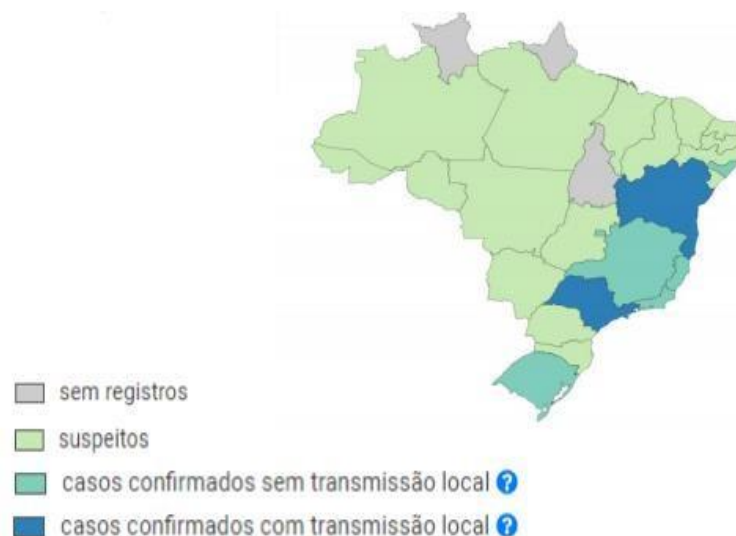 sem registros
suspeitos
casos confirmados sem transmissão local ?
casos confirmados com transmissão local ?